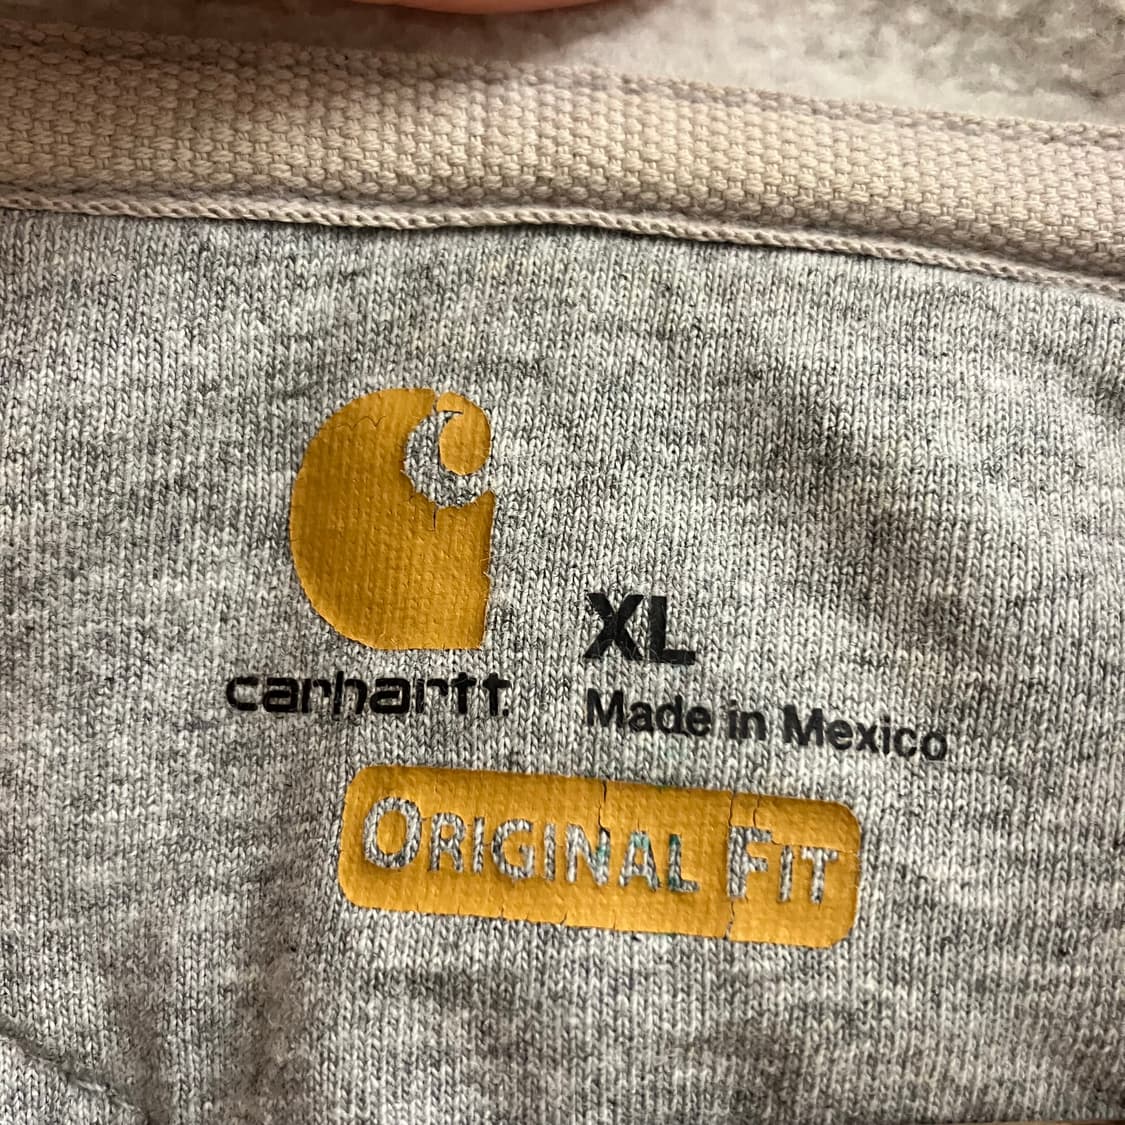 XL
carhartt
Made in Mexico
ORIGINAL FIT